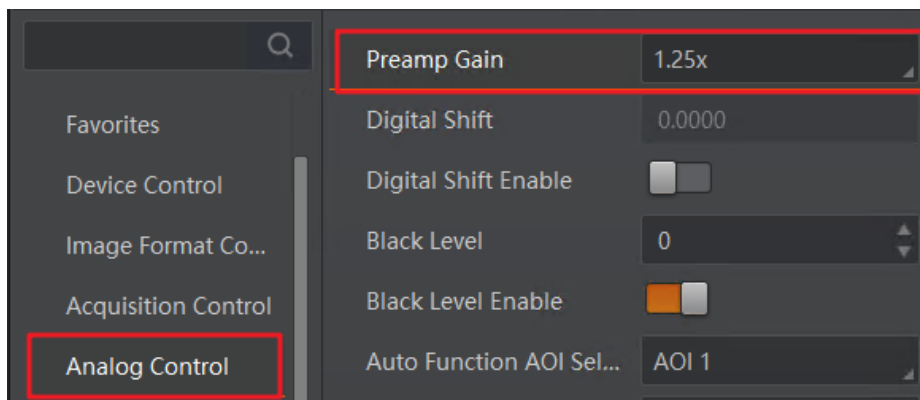 Favorites
Device Control
Image Format Co...
Acquisition Control
Analog Control
Preamp Gain 1.25x
Digital Shift 0.0000
Digital Shift Enable
Black Level 0
Black Level Enable
Auto Function AOI Sel... AOI 1